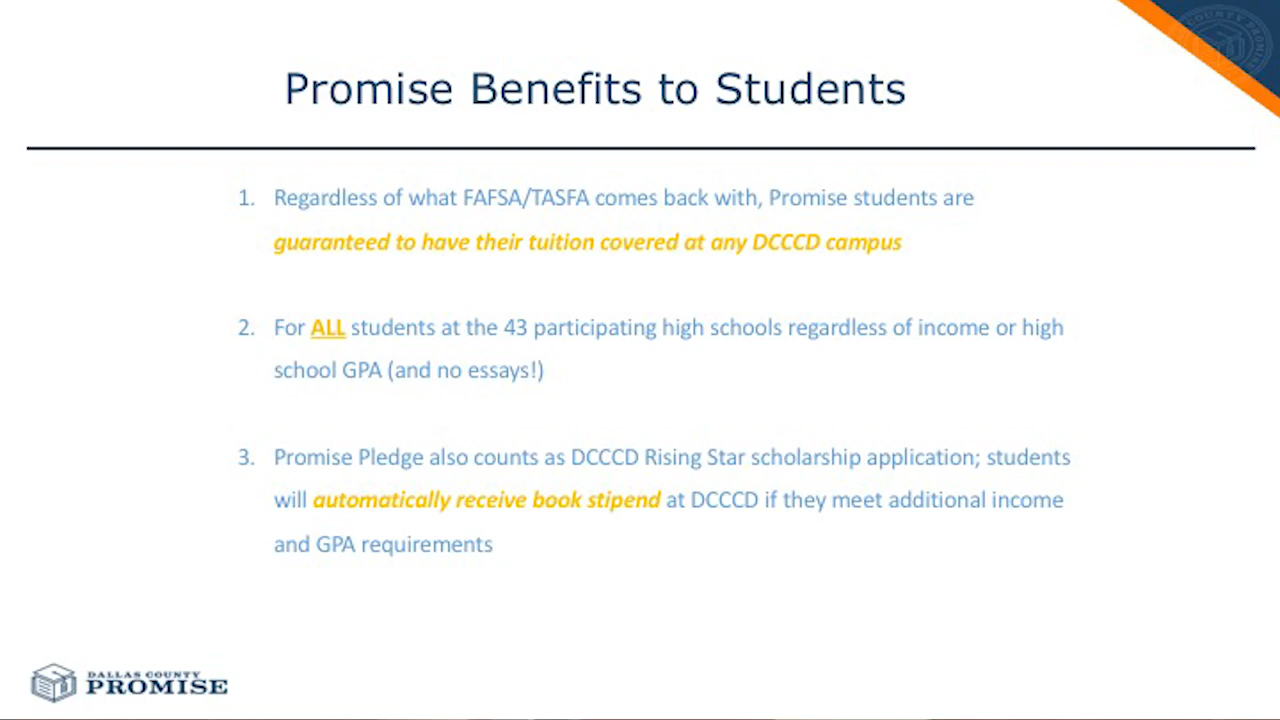 Promise Benefits to Students
1. Regardless of what FAFSA/TASFA comes back with, Promise students are
guaranteed to have their tuition covered at any DCCCD campus
2. For ALL students at the 43 participating high schools regardless of income or high
school GPA (and no essays!)
3. Promise Pledge also counts as DCCCD Rising Star scholarship application; students
will automatically receive book stipend at DCCCD if they meet additional income
and GPA requirements
DALLAS COUNTY
PROMISE